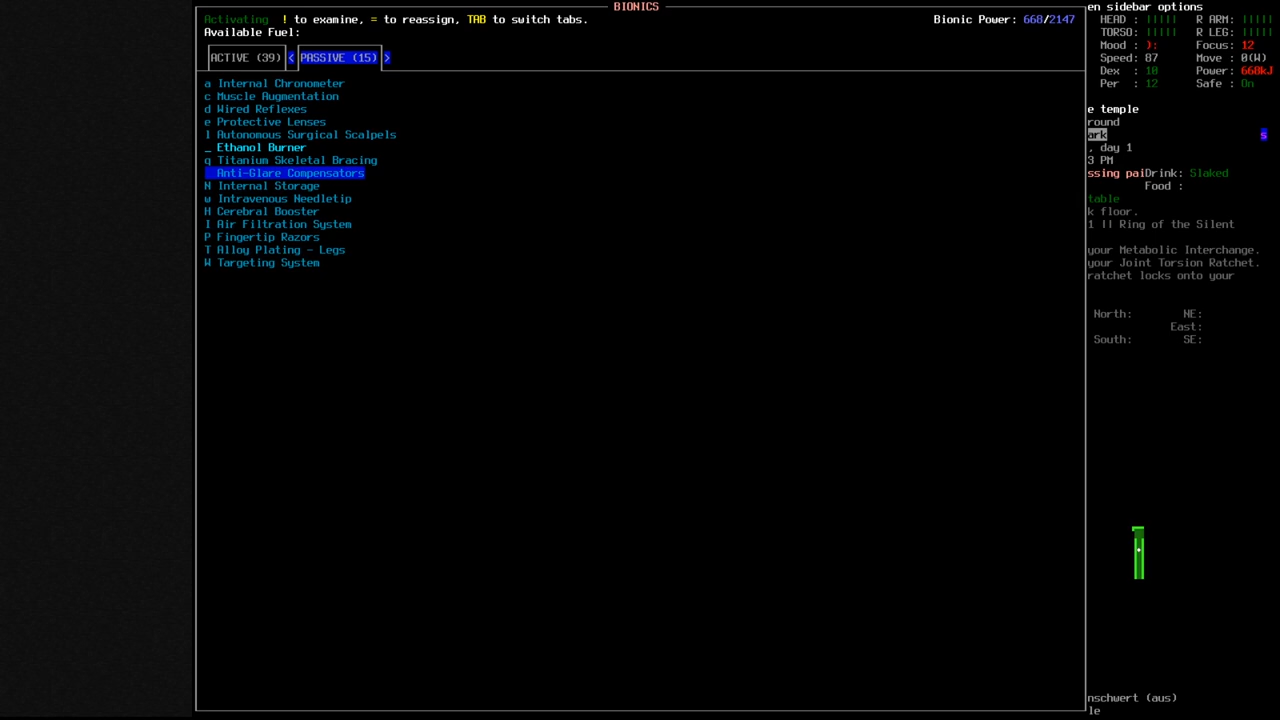 BIONICS
Activating ! to examine, = to reassign, TAB to switch tabs. Bionic Power: 668/2147
Available Fuel:
ACTIVE (39) < PASSIVE (15) >
a Internal Chronometer
c Muscle Augmentation
d Wired Reflexes
e Protective Lenses
l Autonomous Surgical Scalpels
_ Ethanol Burner
q Titanium Skeletal Bracing
Anti-Glare Compensators
N Internal Storage
w Intravenous Needletip
H Cerebral Booster
I Air Filtration System
P Fingertip Razors
T Alloy Plating - Legs
W Targeting System
en sidebar options
HEAD : ||||| R ARM: |||||
TORSO: ||||| R LEG: |||||
Mood : ): Focus: 12
Speed: 87 Move : 0(W)
Dex : 10 Power: 668kJ
Per : 12 Safe : On
e temple
round
ark s
, day 1
3 PM
ssing paiDrink: Slaked
Food :
table
k floor.
1 || Ring of the Silent
your Metabolic Interchange.
your Joint Torsion Ratchet.
ratchet locks onto your
North: NE:
East:
South: SE:
nschwert (aus)
le